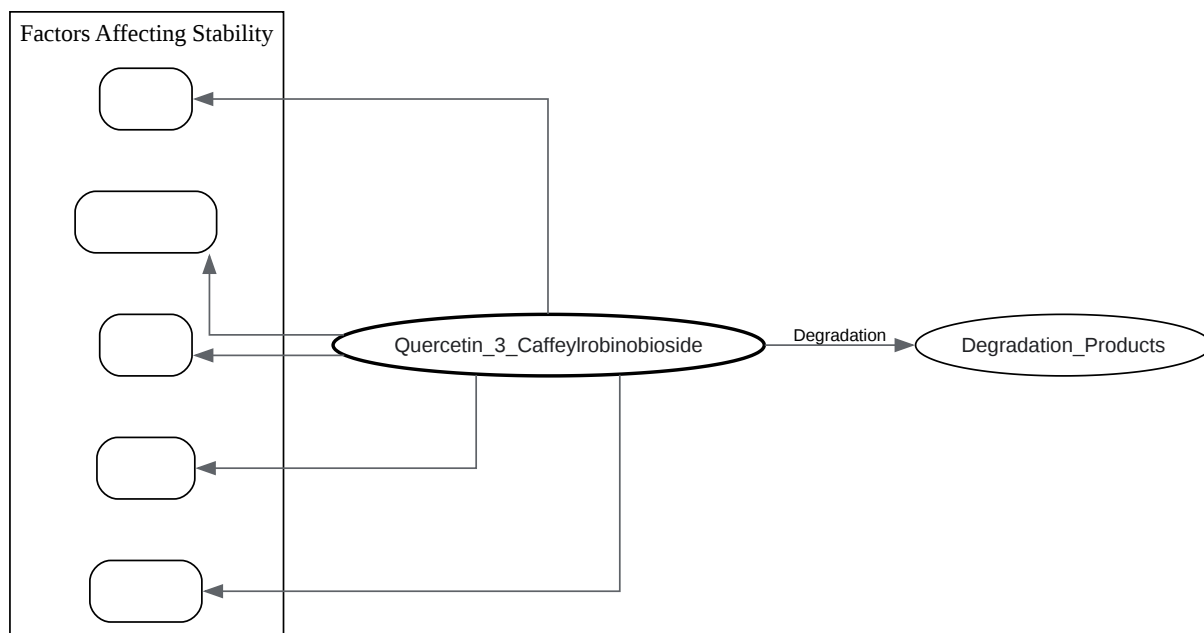 Factors Affecting Stability
Quercetin_3_Caffeylrobinobioside
Degradation
Degradation_Products